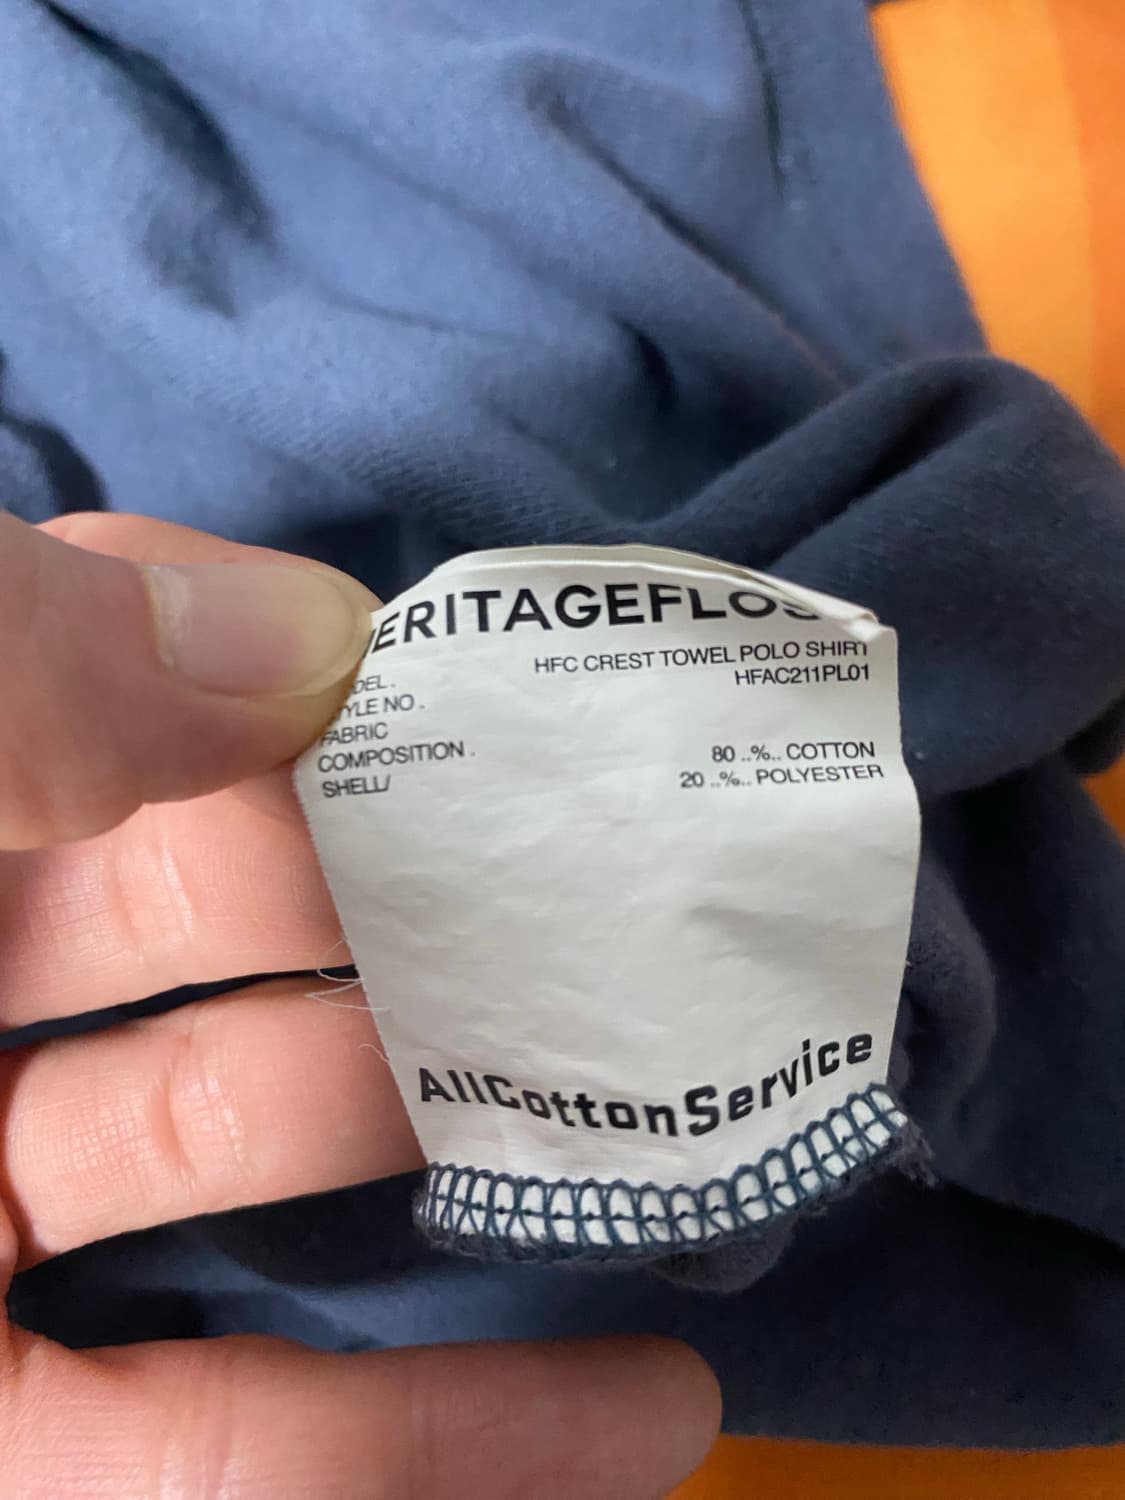 ERITAGEFLOS
HFC CREST TOWEL POLO SHIRT
DEL.
HFAC211PL01
YLE NO.
FABRIC
COMPOSITION. 80 ..%.. COTTON
SHELL/ 20 ..%.. POLYESTER
AllCottonService